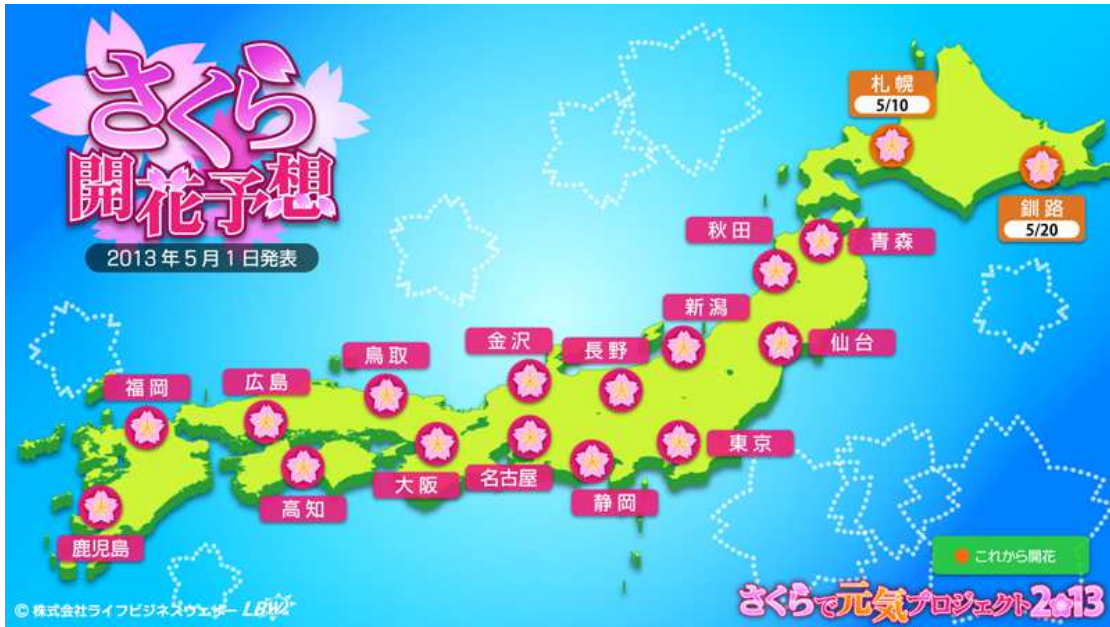 さくら
開花予想
2013年5月1日発表
札幌
5/10
釧路
5/20
秋田
青森
新潟
仙台
金沢
長野
鳥取
広島
福岡
東京
名古屋
大阪
静岡
高知
鹿児島
これから開花
さくらで元気プロジェクト2013
© 株式会社ライフビジネスウェザー LBW